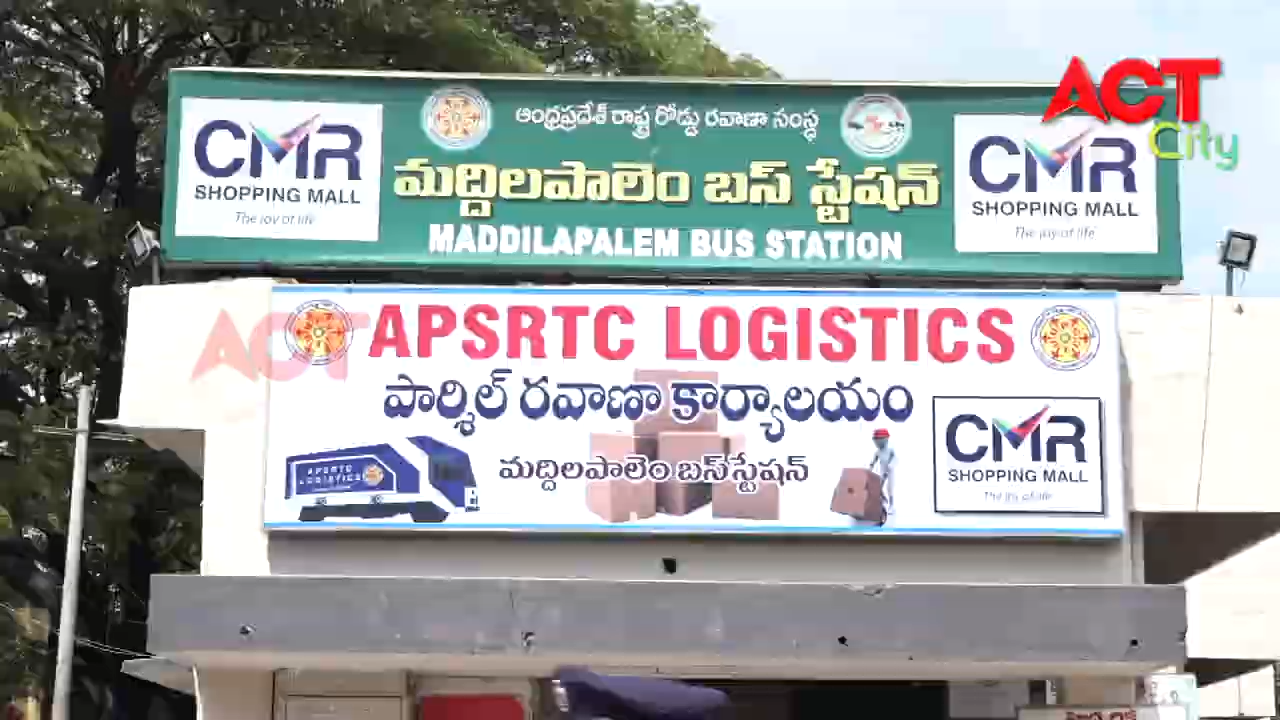 ACT
City
CMR
SHOPPING MALL
The joy of life
ఆంధ్రప్రదేశ్ రాష్ట్ర రోడ్డు రవాణా సంస్థ
మద్దిలపాలెం బస్ స్టేషన్
MADDILAPALEM BUS STATION
CMR
SHOPPING MALL
The joy of life
ACT
APSRTC LOGISTICS
పార్శిల్ రవాణా కార్యాలయం
మద్దిలపాలెం బస్‌స్టేషన్
APSRTC
LOGISTICS
CMR
SHOPPING MALL
The joy of life